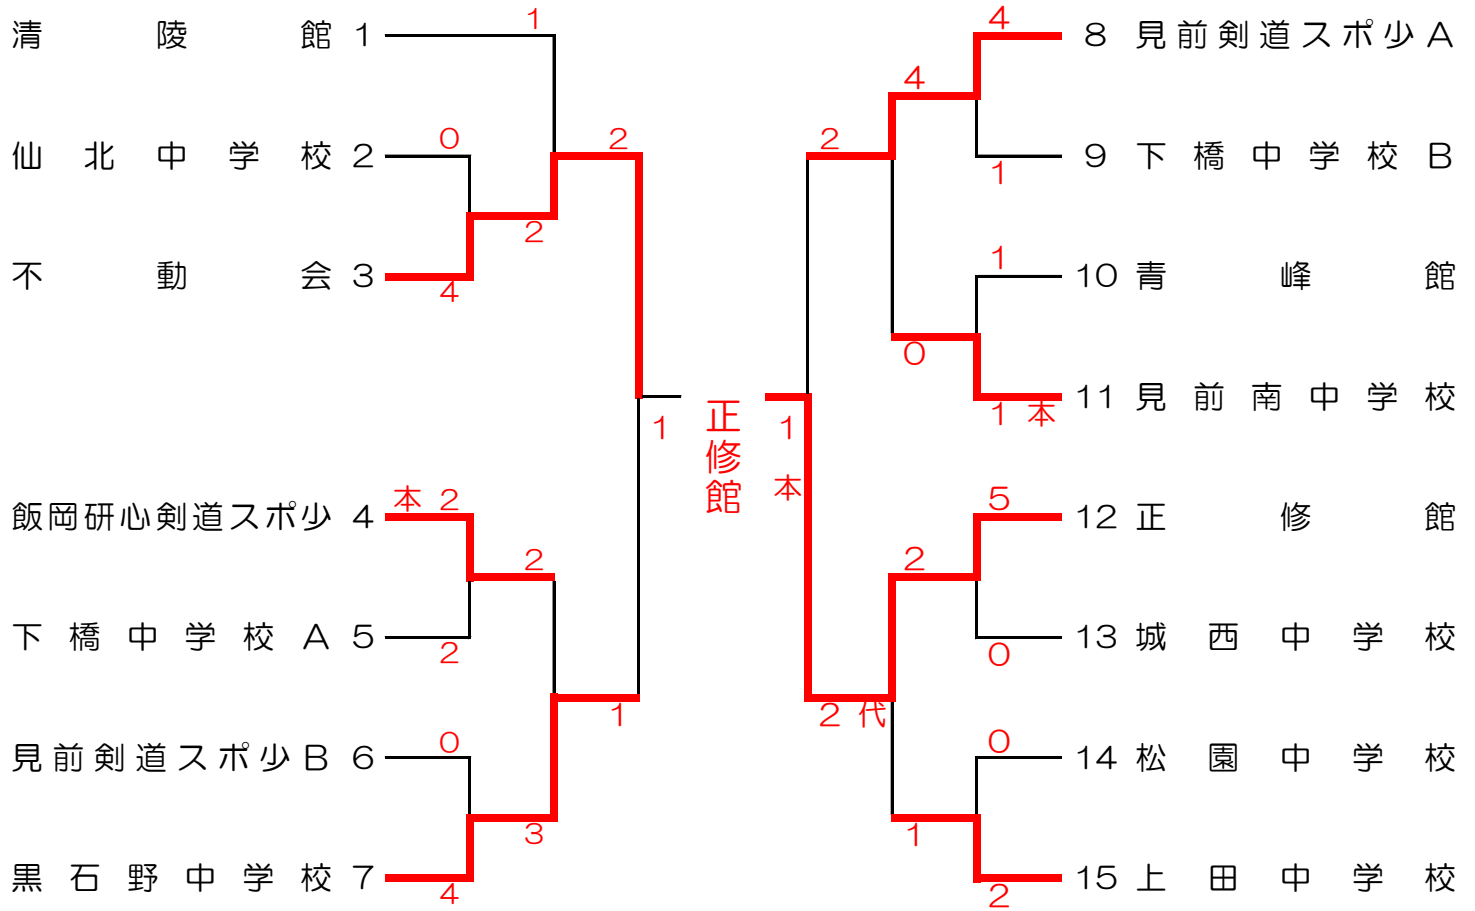 清陵館 1
1
仙北中学校 2
0
2
不動会 3
4
2
飯岡研心剣道スポ少 4
本 2
2
下橋中学校A 5
2
見前剣道スポ少B 6
0
1
黒石野中学校 7
4
3
1
正修館
1
本
8 見前剣道スポ少A
4
4
9 下橋中学校B
1
2
10 青峰館
1
0
11 見前南中学校
1 本
12 正修館
5
2
13 城西中学校
0
2 代
14 松園中学校
0
1
15 上田中学校
2